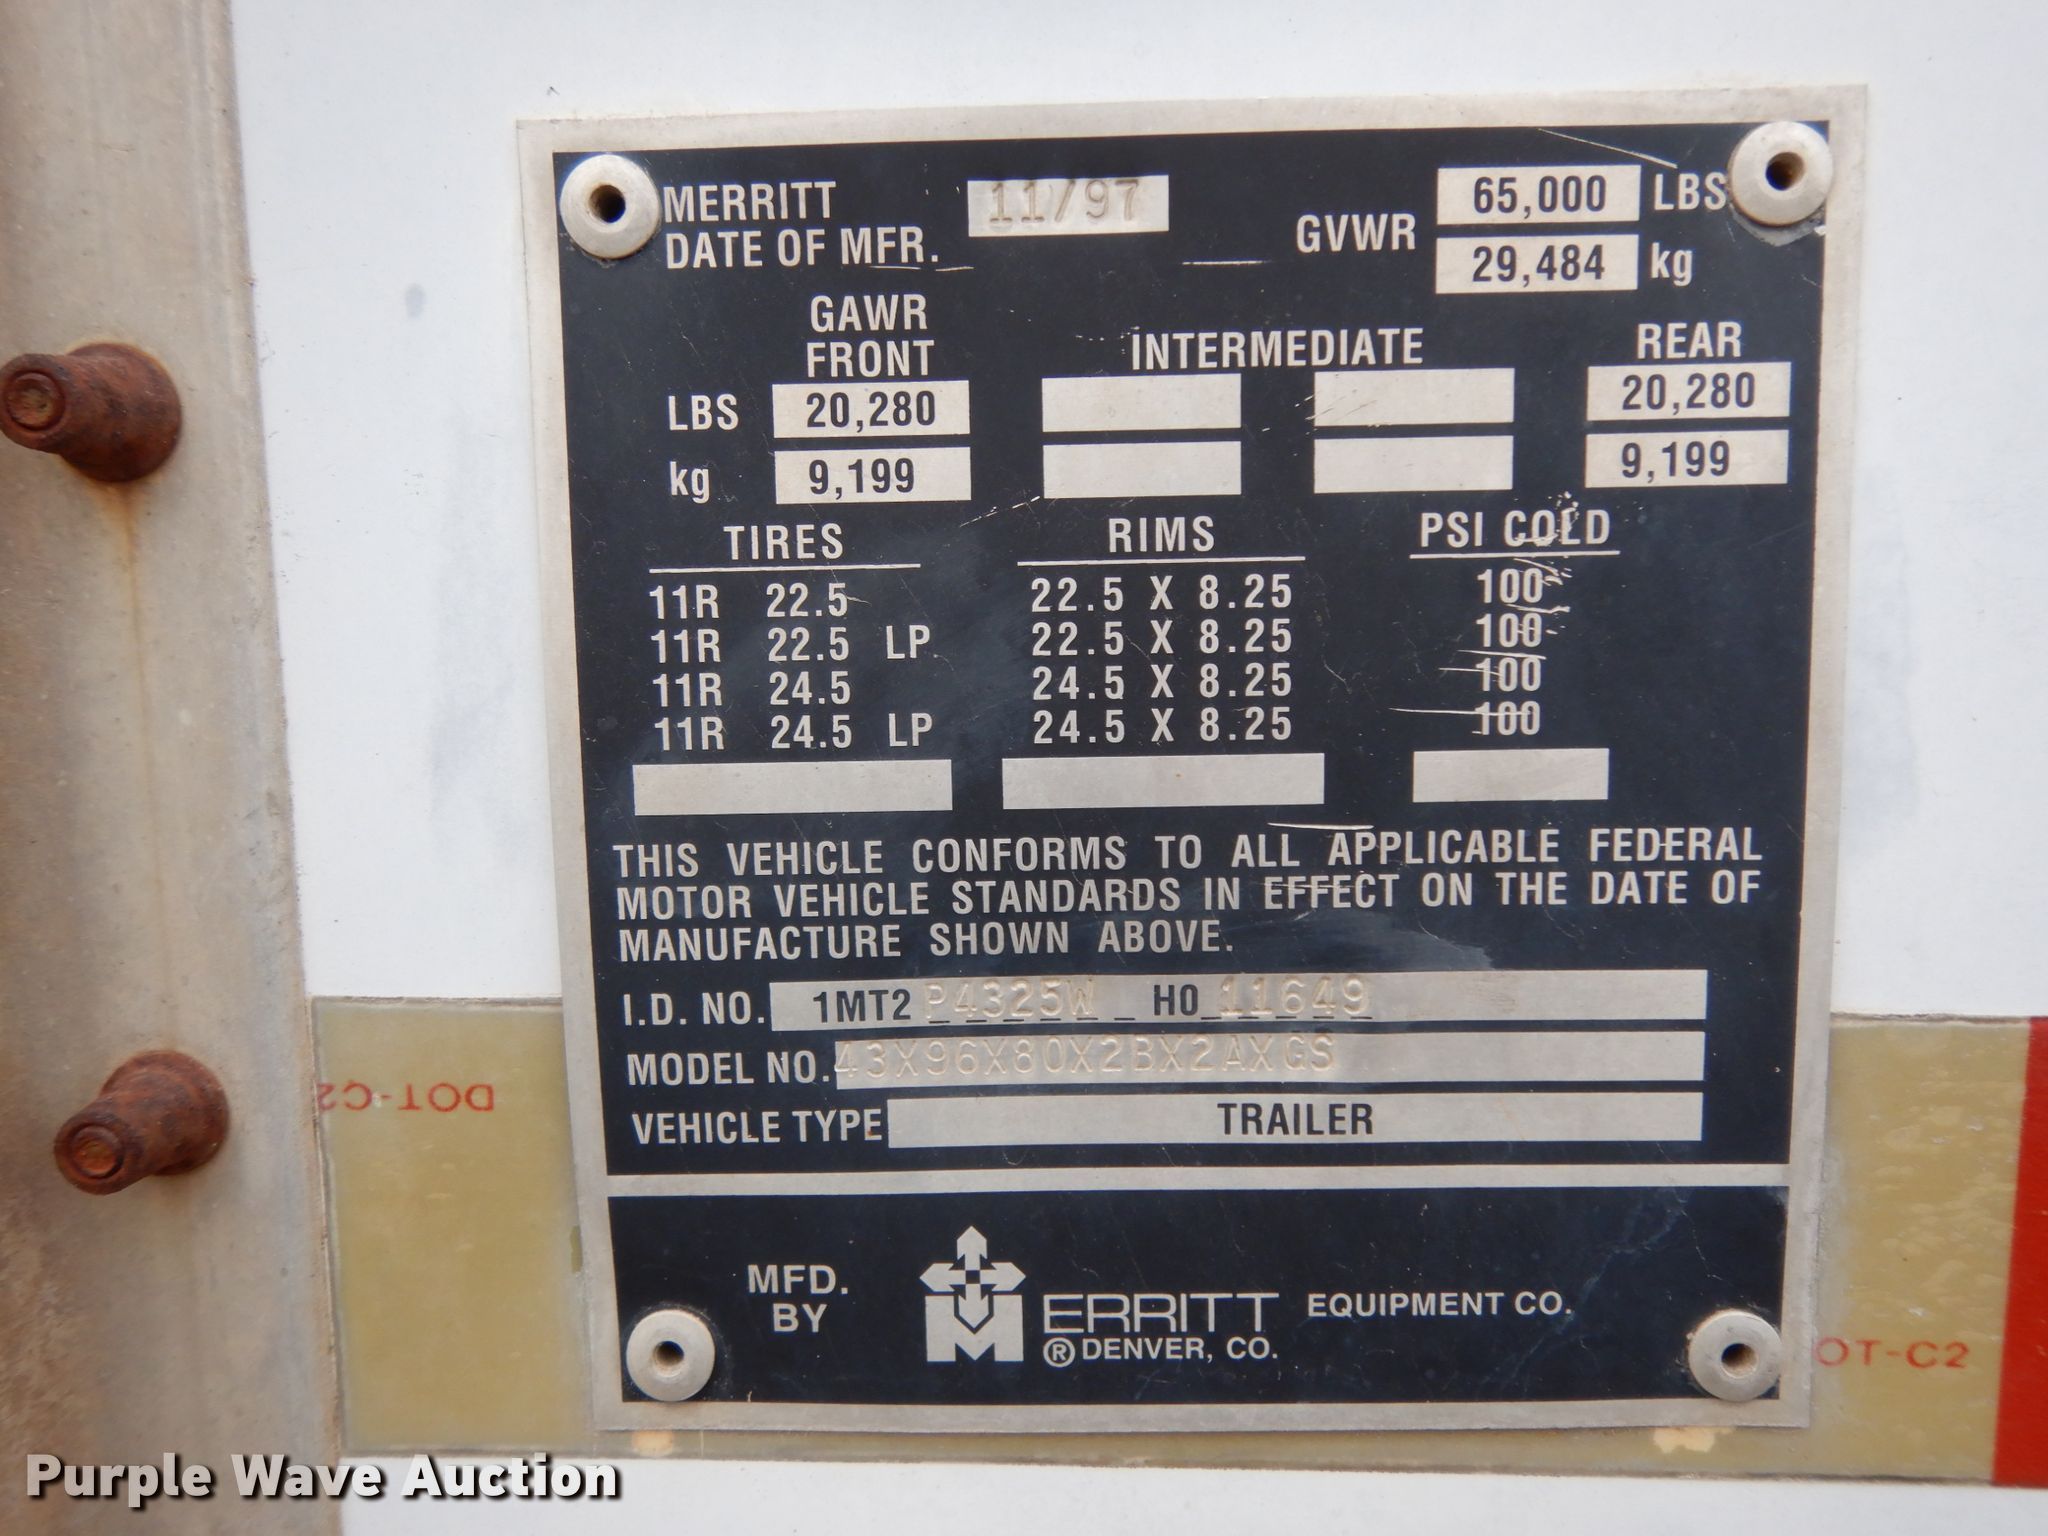 MERRITT
DATE OF MFR. 11/97
GVWR 65,000 LBS
29,484 kg
GAWR
FRONT INTERMEDIATE REAR
LBS 20,280 20,280
kg 9,199 9,199
TIRES RIMS PSI COLD
11R 22.5 22.5 X 8.25 100
11R 22.5 LP 22.5 X 8.25 100
11R 24.5 24.5 X 8.25 100
11R 24.5 LP 24.5 X 8.25 100
THIS VEHICLE CONFORMS TO ALL APPLICABLE FEDERAL
MOTOR VEHICLE STANDARDS IN EFFECT ON THE DATE OF
MANUFACTURE SHOWN ABOVE.
I.D. NO. 1MT2 P4325W H0 11649
MODEL NO. 43X96X80X2BX2AXGS
VEHICLE TYPE TRAILER
MFD.
BY
MERRITT EQUIPMENT CO.
® DENVER, CO.
DOT-C2
OT-C2
Purple Wave Auction